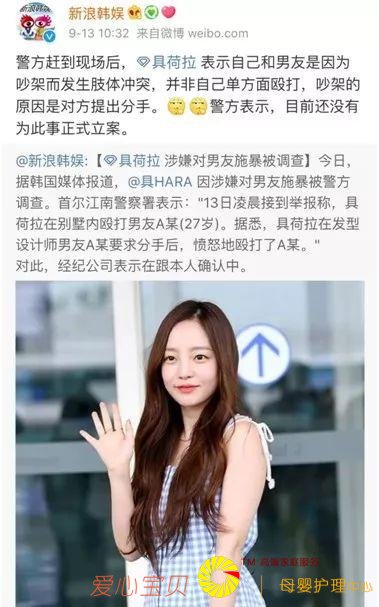 新浪韩娱
9-13 10:32 来自微博 weibo.com
警方赶到现场后，具荷拉 表示自己和男友是因为
吵架而发生肢体冲突，并非自己单方面殴打，吵架的
原因是对方提出分手。警方表示，目前还没有
为此事正式立案。
@新浪韩娱:【具荷拉 涉嫌对男友施暴被调查】今日，
据韩国媒体报道，@具HARA 因涉嫌对男友施暴被警方
调查。首尔江南警察署表示："13日凌晨接到举报称，具
荷拉在别墅内殴打男友A某(27岁)。据悉，具荷拉在发型
设计师男友A某要求分手后，愤怒地殴打了A某。"
对此，经纪公司表示在跟本人确认中。
TM 高端家庭服务
爱心宝贝 母婴护理中心